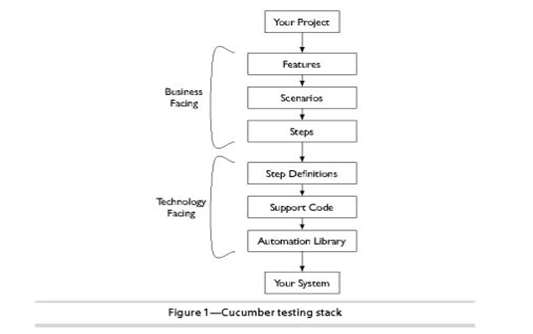 Your Project
Features
Scenarios
Steps
Business
Facing
Step Definitions
Support Code
Automation Library
Technology
Facing
Your System
Figure 1—Cucumber testing stack